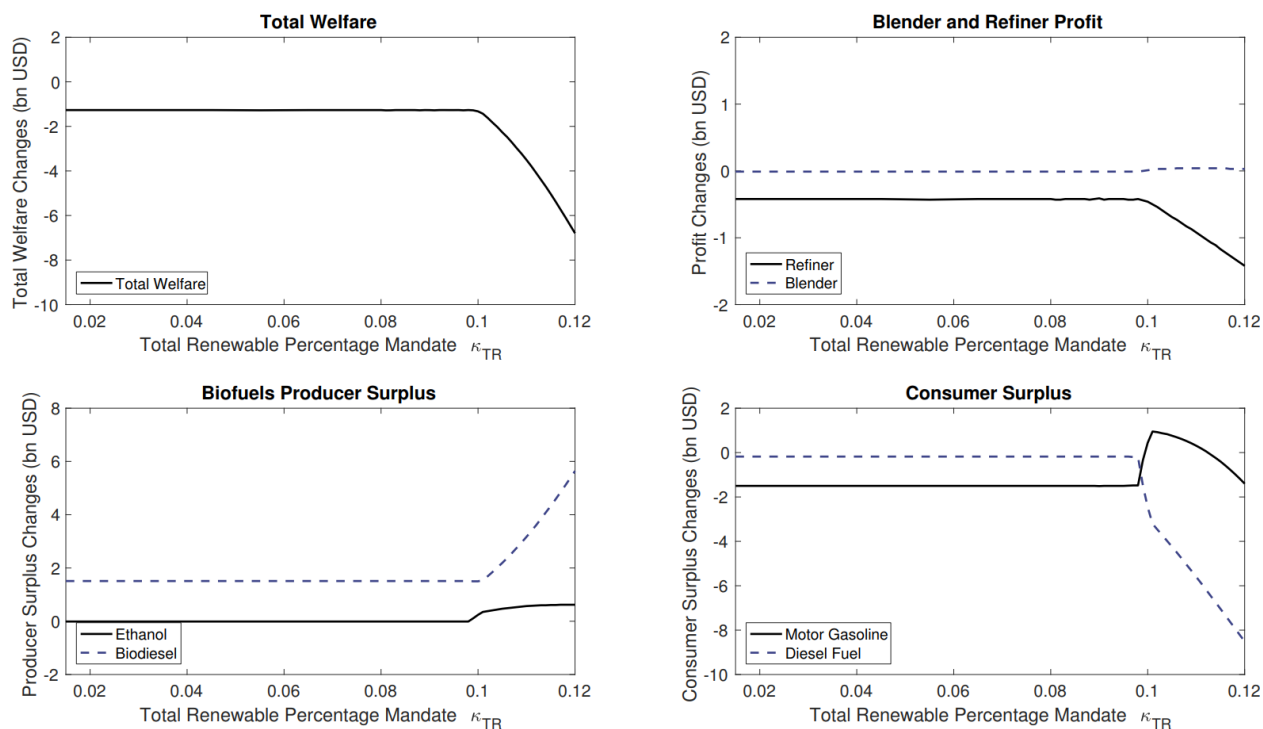 Total Welfare
Total Welfare Changes (bn USD)
2
0
-2
-4
-6
-8
-10
Total Welfare
0.02 0.04 0.06 0.08 0.1 0.12
Total Renewable Percentage Mandate κTR
Blender and Refiner Profit
Profit Changes (bn USD)
2
1
0
-1
-2
Refiner
Blender
0.02 0.04 0.06 0.08 0.1 0.12
Total Renewable Percentage Mandate κTR
Biofuels Producer Surplus
Producer Surplus Changes (bn USD)
8
6
4
2
0
-2
Ethanol
Biodiesel
0.02 0.04 0.06 0.08 0.1 0.12
Total Renewable Percentage Mandate κTR
Consumer Surplus
Consumer Surplus Changes (bn USD)
2
0
-2
-4
-6
-8
-10
Motor Gasoline
Diesel Fuel
0.02 0.04 0.06 0.08 0.1 0.12
Total Renewable Percentage Mandate κTR